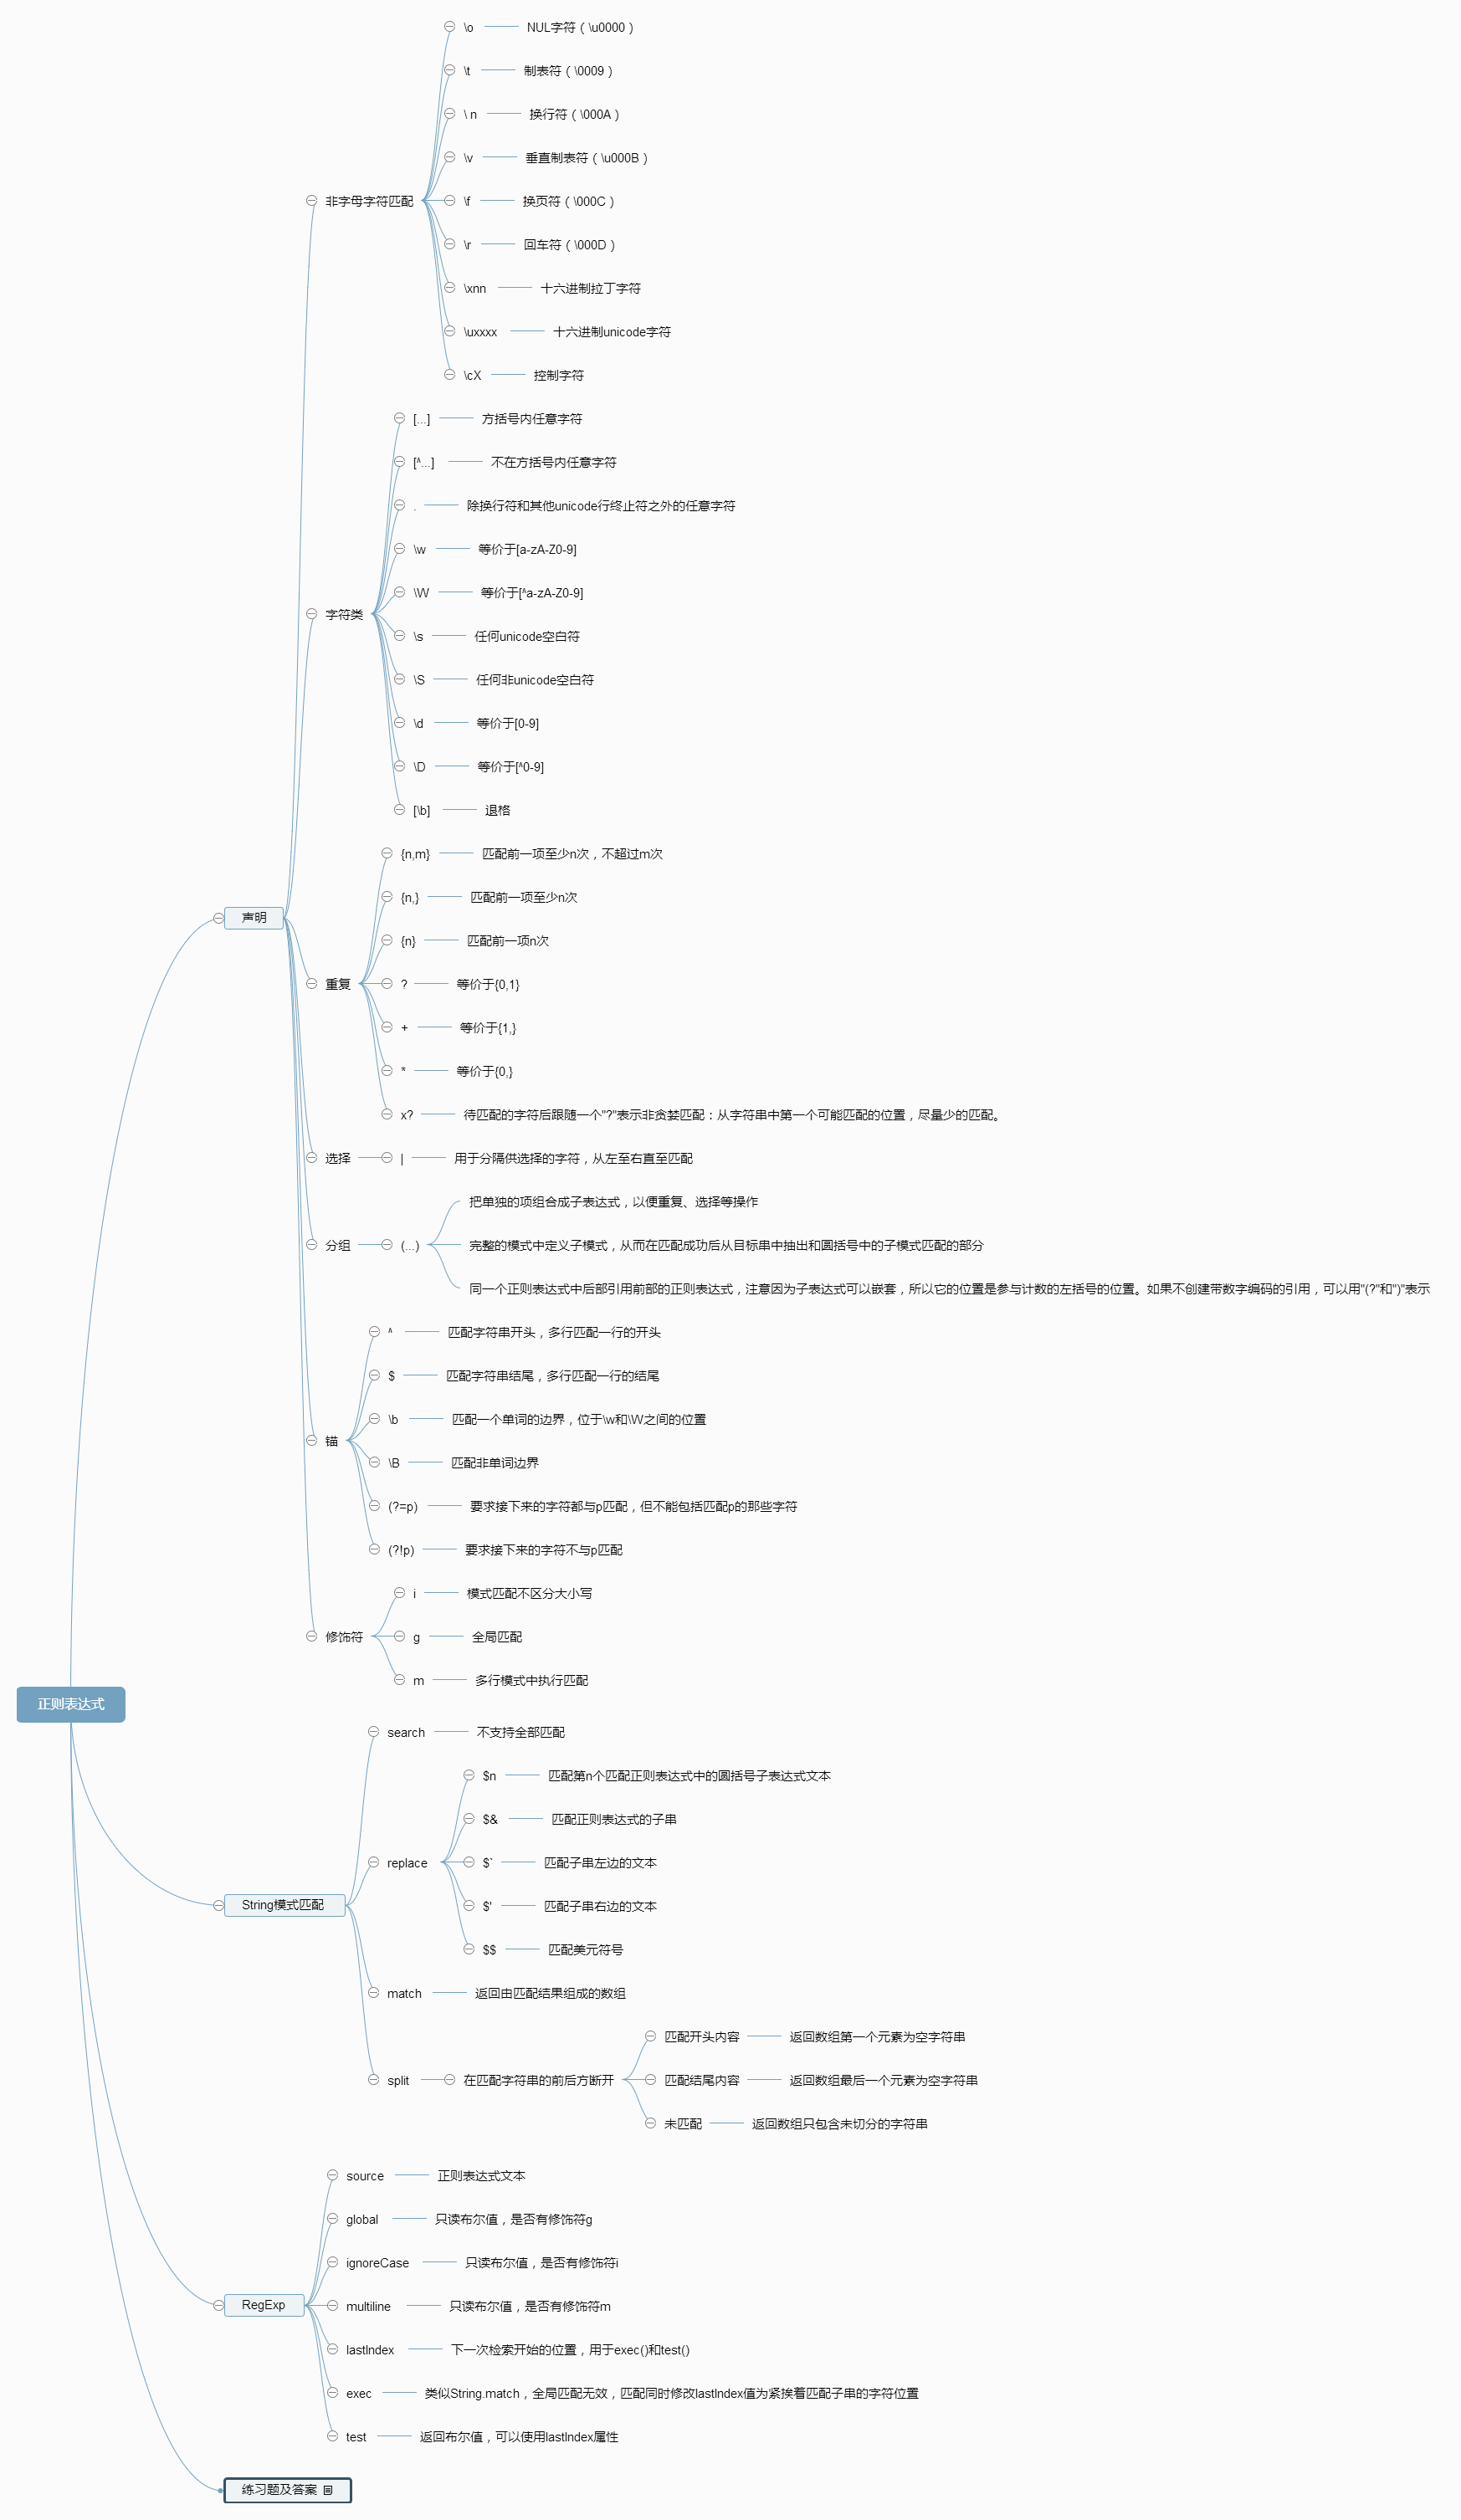 正则表达式
声明
非字母字符匹配
\o NUL字符（\u0000）
\t 制表符（\0009）
\ n 换行符（\000A）
\v 垂直制表符（\u000B）
\f 换页符（\000C）
\r 回车符（\000D）
\xnn 十六进制拉丁字符
\uxxxx 十六进制unicode字符
\cX 控制字符
字符类
[...] 方括号内任意字符
[^...] 不在方括号内任意字符
. 除换行符和其他unicode行终止符之外的任意字符
\w 等价于[a-zA-Z0-9]
\W 等价于[^a-zA-Z0-9]
\s 任何unicode空白符
\S 任何非unicode空白符
\d 等价于[0-9]
\D 等价于[^0-9]
[\b] 退格
重复
{n,m} 匹配前一项至少n次，不超过m次
{n,} 匹配前一项至少n次
{n} 匹配前一项n次
? 等价于{0,1}
+ 等价于{1,}
* 等价于{0,}
x? 待匹配的字符后跟随一个"?"表示非贪婪匹配：从字符串中第一个可能匹配的位置，尽量少的匹配。
选择
| 用于分隔供选择的字符，从左至右直至匹配
分组
(...)
把单独的项组合成子表达式，以便重复、选择等操作
完整的模式中定义子模式，从而在匹配成功后从目标串中抽出和圆括号中的子模式匹配的部分
同一个正则表达式中后部引用前部的正则表达式，注意因为子表达式可以嵌套，所以它的位置是参与计数的左括号的位置。如果不创建带数字编码的引用，可以用"(?"和")"表示
锚
^ 匹配字符串开头，多行匹配一行的开头
$ 匹配字符串结尾，多行匹配一行的结尾
\b 匹配一个单词的边界，位于\w和\W之间的位置
\B 匹配非单词边界
(?=p) 要求接下来的字符都与p匹配，但不能包括匹配p的那些字符
(?!p) 要求接下来的字符不与p匹配
修饰符
i 模式匹配不区分大小写
g 全局匹配
m 多行模式中执行匹配
String模式匹配
search 不支持全部匹配
replace
$n 匹配第n个匹配正则表达式中的圆括号子表达式文本
$& 匹配正则表达式的子串
$` 匹配子串左边的文本
$' 匹配子串右边的文本
$$ 匹配美元符号
match 返回由匹配结果组成的数组
split 在匹配字符串的前后方断开
匹配开头内容 返回数组第一个元素为空字符串
匹配结尾内容 返回数组最后一个元素为空字符串
未匹配 返回数组只包含未切分的字符串
RegExp
source 正则表达式文本
global 只读布尔值，是否有修饰符g
ignoreCase 只读布尔值，是否有修饰符i
multiline 只读布尔值，是否有修饰符m
lastIndex 下一次检索开始的位置，用于exec()和test()
exec 类似String.match，全局匹配无效，匹配同时修改lastIndex值为紧挨着匹配子串的字符位置
test 返回布尔值，可以使用lastIndex属性
练习题及答案